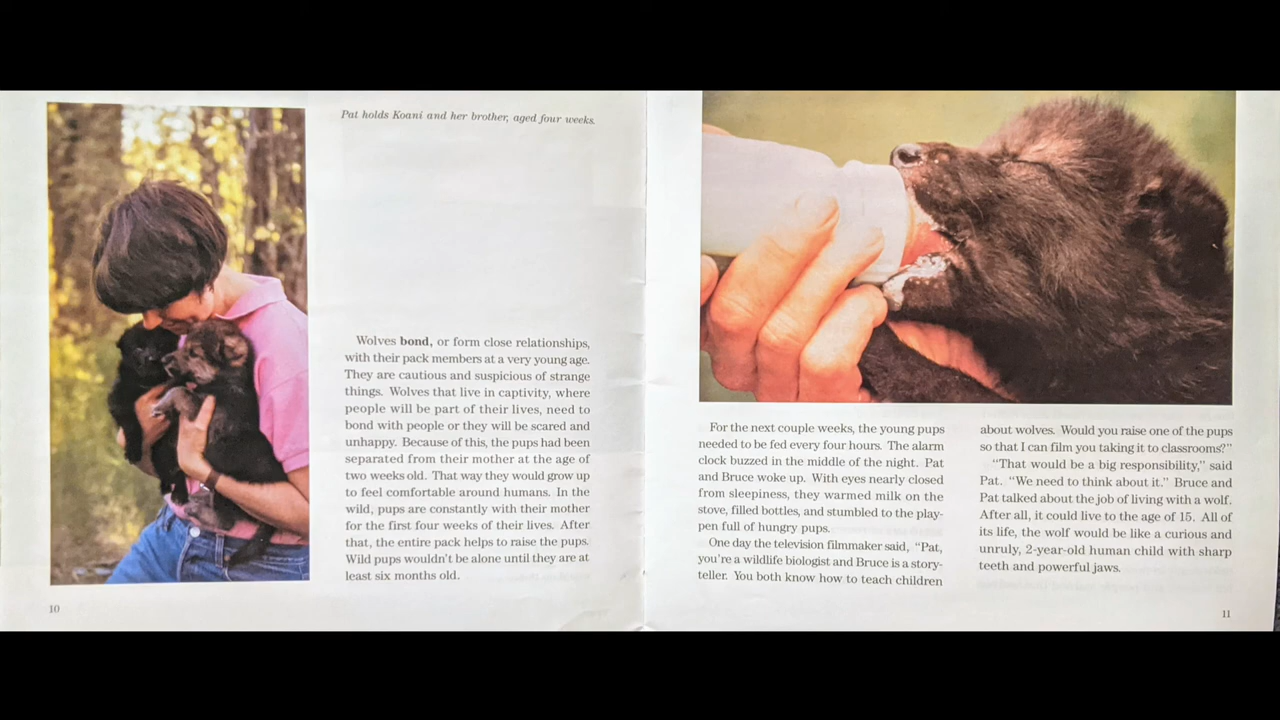 Pat holds Koani and her brother, aged four weeks.
Wolves bond, or form close relationships,
with their pack members at a very young age.
They are cautious and suspicious of strange
things. Wolves that live in captivity, where
people will be part of their lives, need to
bond with people or they will be scared and
unhappy. Because of this, the pups had been
separated from their mother at the age of
two weeks old. That way they would grow up
to feel comfortable around humans. In the
wild, pups are constantly with their mother
for the first four weeks of their lives. After
that, the entire pack helps to raise the pups.
Wild pups wouldn't be alone until they are at
least six months old.
10
For the next couple weeks, the young pups
needed to be fed every four hours. The alarm
clock buzzed in the middle of the night. Pat
and Bruce woke up. With eyes nearly closed
from sleepiness, they warmed milk on the
stove, filled bottles, and stumbled to the play-
pen full of hungry pups.
One day the television filmmaker said, "Pat,
you're a wildlife biologist and Bruce is a story-
teller. You both know how to teach children
about wolves. Would you raise one of the pups
so that I can film you taking it to classrooms?"
"That would be a big responsibility," said
Pat. "We need to think about it." Bruce and
Pat talked about the job of living with a wolf.
After all, it could live to the age of 15. All of
its life, the wolf would be like a curious and
unruly, 2-year-old human child with sharp
teeth and powerful jaws.
11